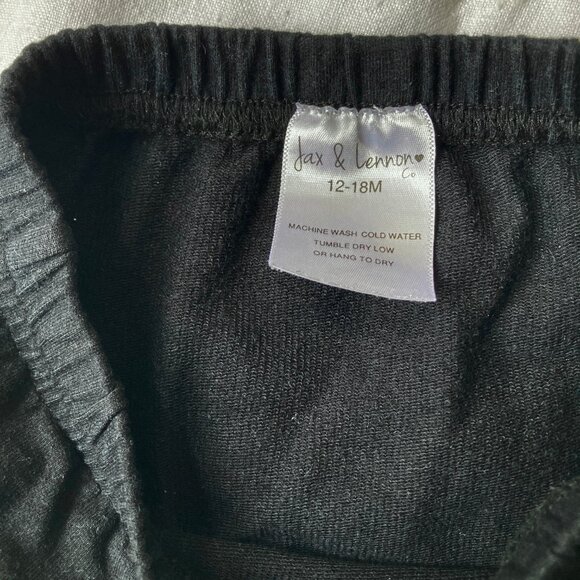 Jax & Lennon♥
Co
12-18M
MACHINE WASH COLD WATER
TUMBLE DRY LOW
OR HANG TO DRY